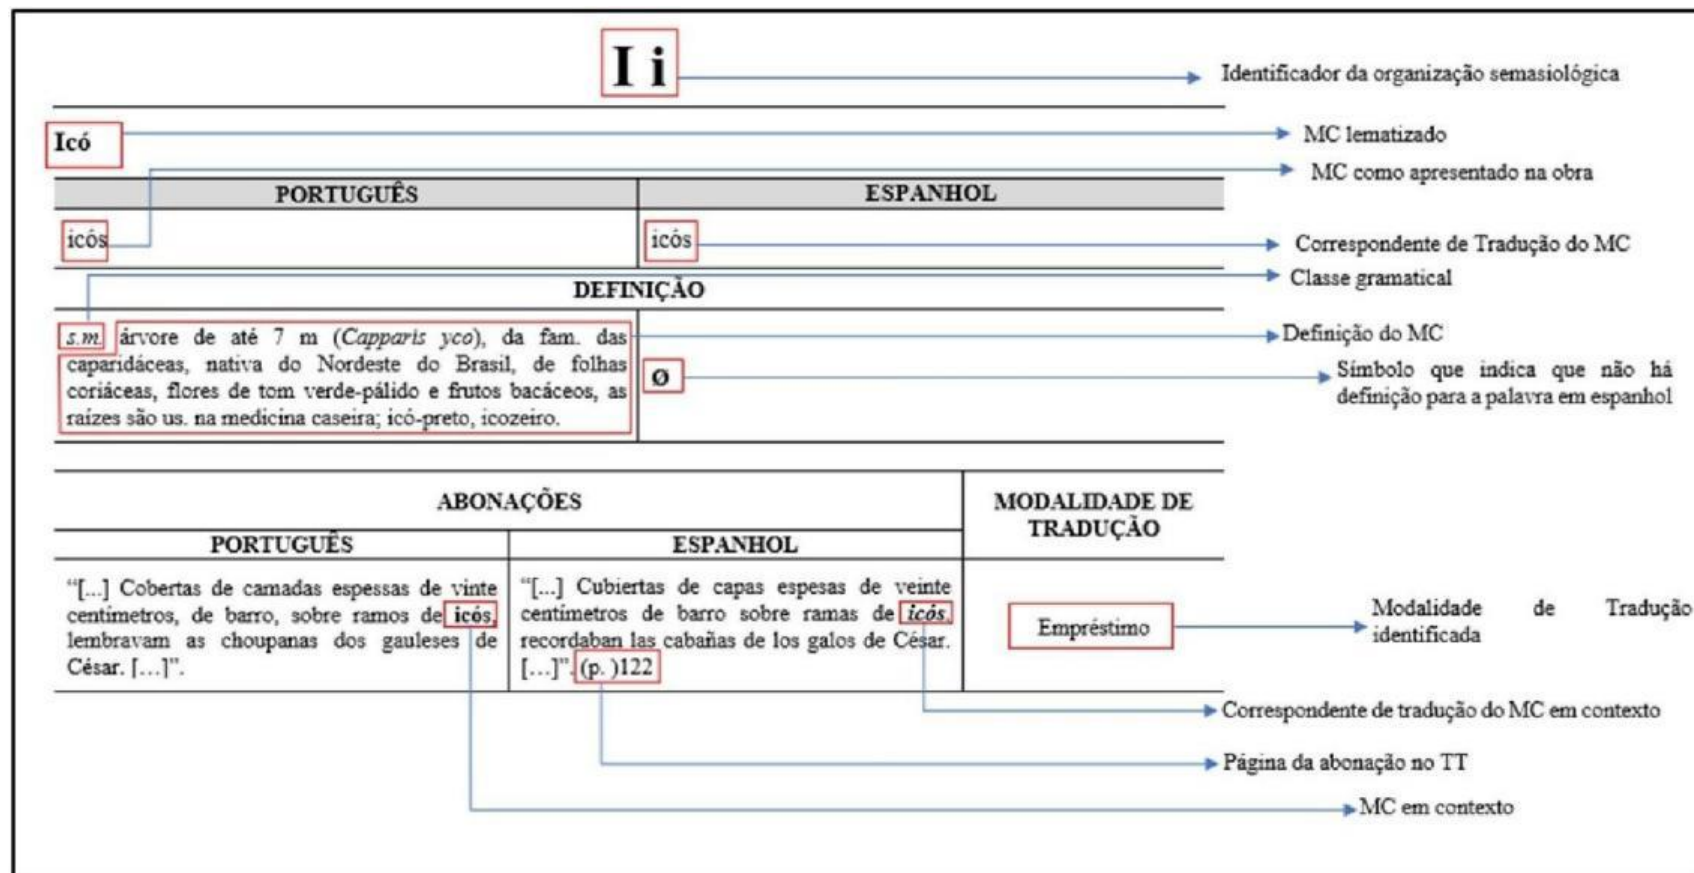 I i
Identificador da organização semasiológica
Icó
MC lematizado
MC como apresentado na obra
PORTUGUÊS ESPANHOL
icós icós
Correspondente de Tradução do MC
Classe gramatical
DEFINIÇÃO
s.m. árvore de até 7 m (Capparis yco), da fam. das
caparidáceas, nativa do Nordeste do Brasil, de folhas
coriáceas, flores de tom verde-pálido e frutos bacáceos, as
raízes são us. na medicina caseira; icó-preto, icozeiro.
Ø
Definição do MC
Símbolo que indica que não há
definição para a palavra em espanhol
ABONAÇÕES
MODALIDADE DE
TRADUÇÃO
PORTUGUÊS ESPANHOL
“[...] Cobertas de camadas espessas de vinte
centímetros, de barro, sobre ramos de icós,
lembravam as choupanas dos gauleses de
César. [...]”.
“[...] Cubiertas de capas espesas de veinte
centímetros de barro sobre ramas de icós,
recordaban las cabañas de los galos de César.
[...]”. (p. )122
Empréstimo
Modalidade de Tradução
identificada
Correspondente de tradução do MC em contexto
Página da abonação no TT
MC em contexto